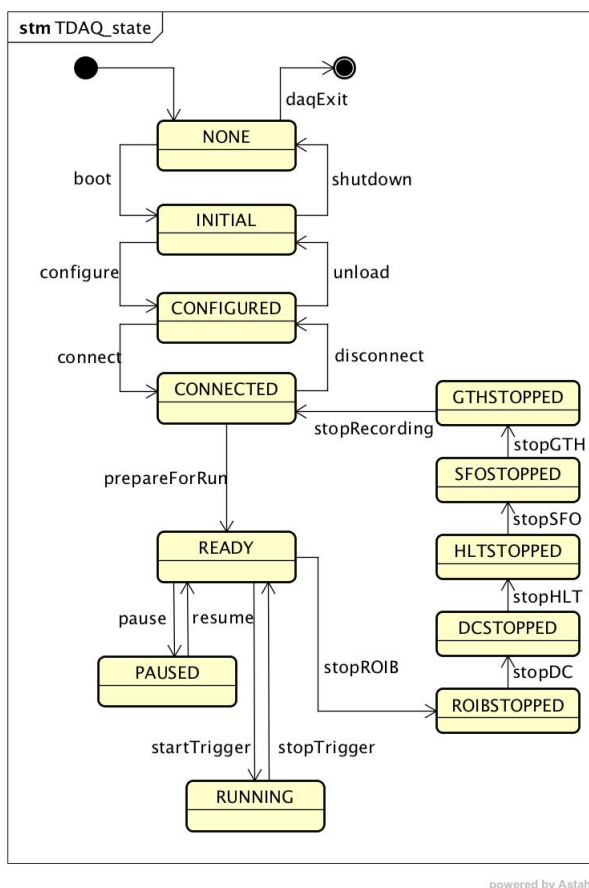 stm TDAQ_state
daqExit
NONE
boot
shutdown
INITIAL
configure
unload
CONFIGURED
connect
disconnect
CONNECTED
GTHSTOPPED
stopRecording
stopGTH
SFOSTOPPED
prepareForRun
stopSFO
READY
HLTSTOPPED
stopHLT
pause
resume
DCSTOPPED
PAUSED
stopROIB
stopDC
ROIBSTOPPED
startTrigger
stopTrigger
RUNNING
powered by Astah